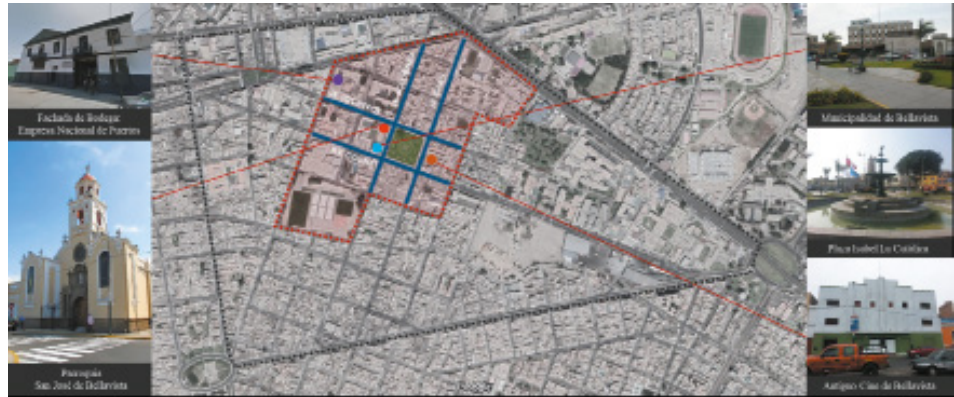 Fachada de Bodega:
Empresa Nacional de Puertos
Parroquia
San José de Bellavista
Municipalidad de Bellavista
Plaza Isabel La Católica
Antiguo Cine de Bellavista